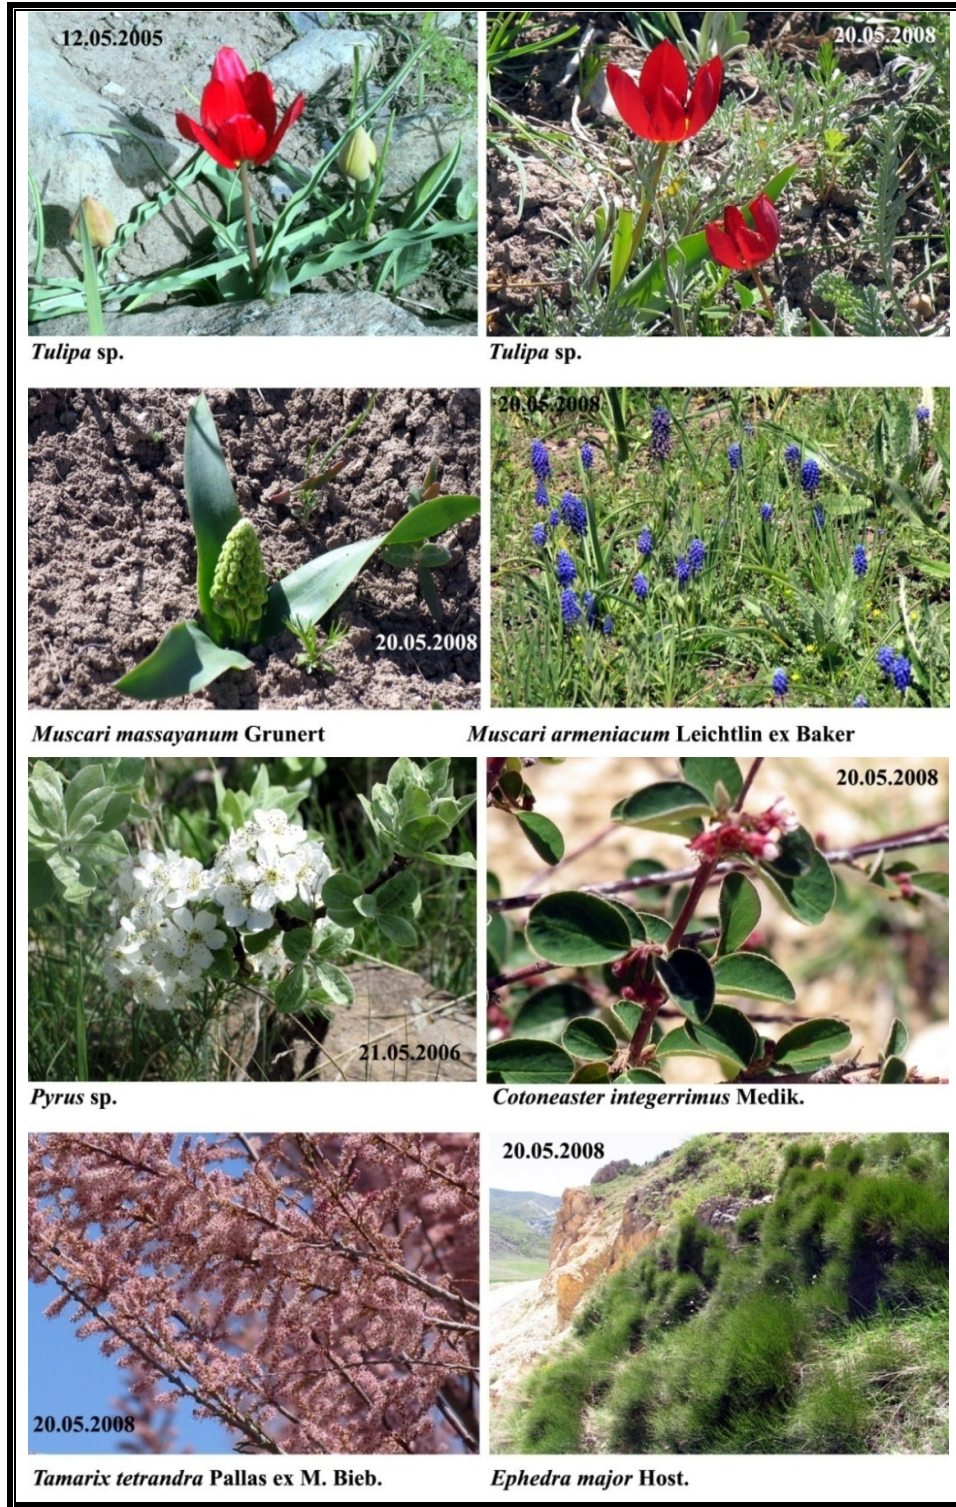 12.05.2005
20.05.2008
Tulipa sp.
Tulipa sp.
20.05.2008
20.05.2008
Muscari massayanum Grunert
Muscari armeniacum Leichtlin ex Baker
21.05.2006
20.05.2008
Pyrus sp.
Cotoneaster integerrimus Medik.
20.05.2008
20.05.2008
Tamarix tetrandra Pallas ex M. Bieb.
Ephedra major Host.